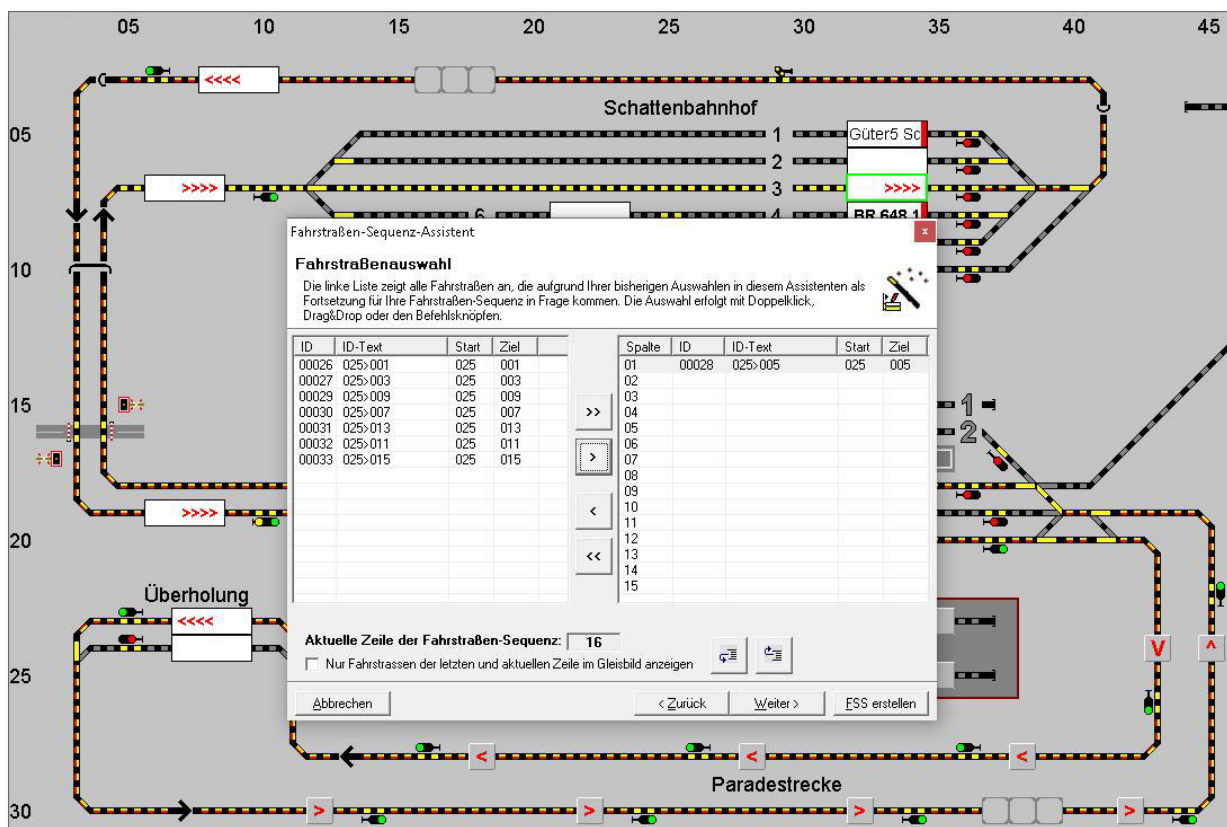 05 10 15 20 25 30 35 40 45
<<<<
Schattenbahnhof
05
1 Güter5 Sc
2
>>>> 3 >>>>
6 4 BR 648 1
Fahrstraßen-Sequenz-Assistent x
Fahrstraßenauswahl
Die linke Liste zeigt alle Fahrstraßen an, die aufgrund Ihrer bisherigen Auswahlen in diesem Assistenten als
Fortsetzung für Ihre Fahrstraßen-Sequenz in Frage kommen. Die Auswahl erfolgt mit Doppelklick,
Drag&Drop oder den Befehlsknöpfen.
10
ID ID-Text Start Ziel
00026 025>001 025 001
00027 025>003 025 003
00029 025>009 025 009
00030 025>007 025 007
00031 025>013 025 013
00032 025>011 025 011
00033 025>015 025 015
>>
>
<
<<
Spalte ID ID-Text Start Ziel
01 00028 025>005 025 005
02
03
04
05
06
07
08
09
10
11
12
13
14
15
15
1
2
>>>>
20
Überholung
<<<<
Aktuelle Zeile der Fahrstraßen-Sequenz: 16
Nur Fahrstrassen der letzten und aktuellen Zeile im Gleisbild anzeigen
V ^
25
Abbrechen < Zurück Weiter > FSS erstellen
< < <
Paradestrecke
30
> > > >